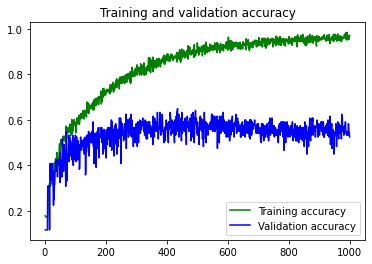 Training and validation accuracy
1.0
0.8
0.6
0.4
0.2
0 200 400 600 800 1000
Training accuracy
Validation accuracy